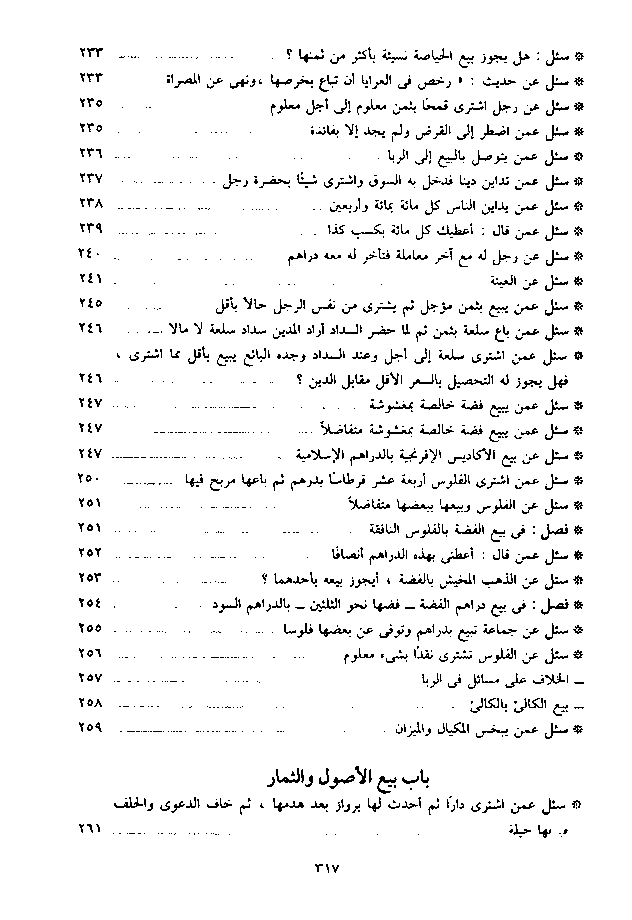 * سئل : هل يجوز بيع الحياصة نسيئة بأكثر من ثمنها ؟ ٢٣٣
* سئل عن حديث : « رخص فى العرايا أن تباع بخرصها ، ونهى عن المصراة ٢٣٣
* سئل عن رجل اشترى قمحًا بثمن معلوم إلى أجل معلوم ٢٣٥
* سئل عمن اضطر إلى القرض ولم يجد إلا بفائدة ٢٣٥
* سئل عمن يتوصل بالبيع إلى الربا ٢٣٦
* سئل عمن تداين دينا فدخل به السوق واشترى شيئًا بحضرة رجل ٢٣٧
* سئل عمن يداين الناس كل مائة بمائة وأربعين ٢٣٨
* سئل عمن قال : أعطيك كل مائة بكسب كذا ٢٣٩
* سئل عن رجل له مع آخر معاملة فتأخر له معه دراهم ٢٤٠
* سئل عن العينة ٢٤١
* سئل عمن يبيع بثمن مؤجل ثم يشترى من نفس الرجل حالاً بأقل ٢٤٥
* سئل عمن باع سلعة بثمن ثم لما حضر السداد أراد المدين سداد سلعة لا مالا ٢٤٦
* سئل عمن اشترى سلعة إلى أجل وعند السداد وجده البائع يبيع بأقل مما اشترى ،
فهل يجوز له التحصيل بالسعر الأقل مقابل الدين ؟ ٢٤٦
* سئل عمن يبيع فضة خالصة بمغشوشة ٢٤٧
* سئل عمن يبيع فضة خالصة بمغشوشة متفاضلاً ٢٤٧
* سئل عن بيع الأكاديس الإفرنجية بالدراهم الإسلامية ٢٤٧
* سئل عمن اشترى الفلوس أربعة عشر قرطاسًا بدرهم ثم باعها مربح فيها ٢٥٠
* سئل عن الفلوس وبيعها ببعضها متفاضلاً ٢٥١
* فصل : فى بيع الفضة بالفلوس النافقة ٢٥١
* سئل عمن قال : أعطنى بهذه الدراهم أنصافًا ٢٥٢
* سئل عن الذهب المخيش بالفضة ، أيجوز بيعه بأحدهما ؟ ٢٥٣
* فصل : فى بيع دراهم الفضة ــ فضها نحو الثلثين ــ بالدراهم السود ٢٥٤
* سئل عن جماعة تبيع بدراهم وتوفى عن بعضها فلوسا ٢٥٥
* سئل عن الفلوس تشترى نقدًا بشىء معلوم ٢٥٦
ــ الخلاف على مسائل فى الربا ٢٥٧
ــ بيع الكالئ بالكالئ ٢٥٨
* سئل عمن يبخس المكيال والميزان ٢٥٩
باب بيع الأصول والثمار
* سئل عمن اشترى دارًا ثم أحدث لها برواز بعد هدمها ، ثم خاف الدعوى والحلف
حيلة ٢٦١
٣١٧